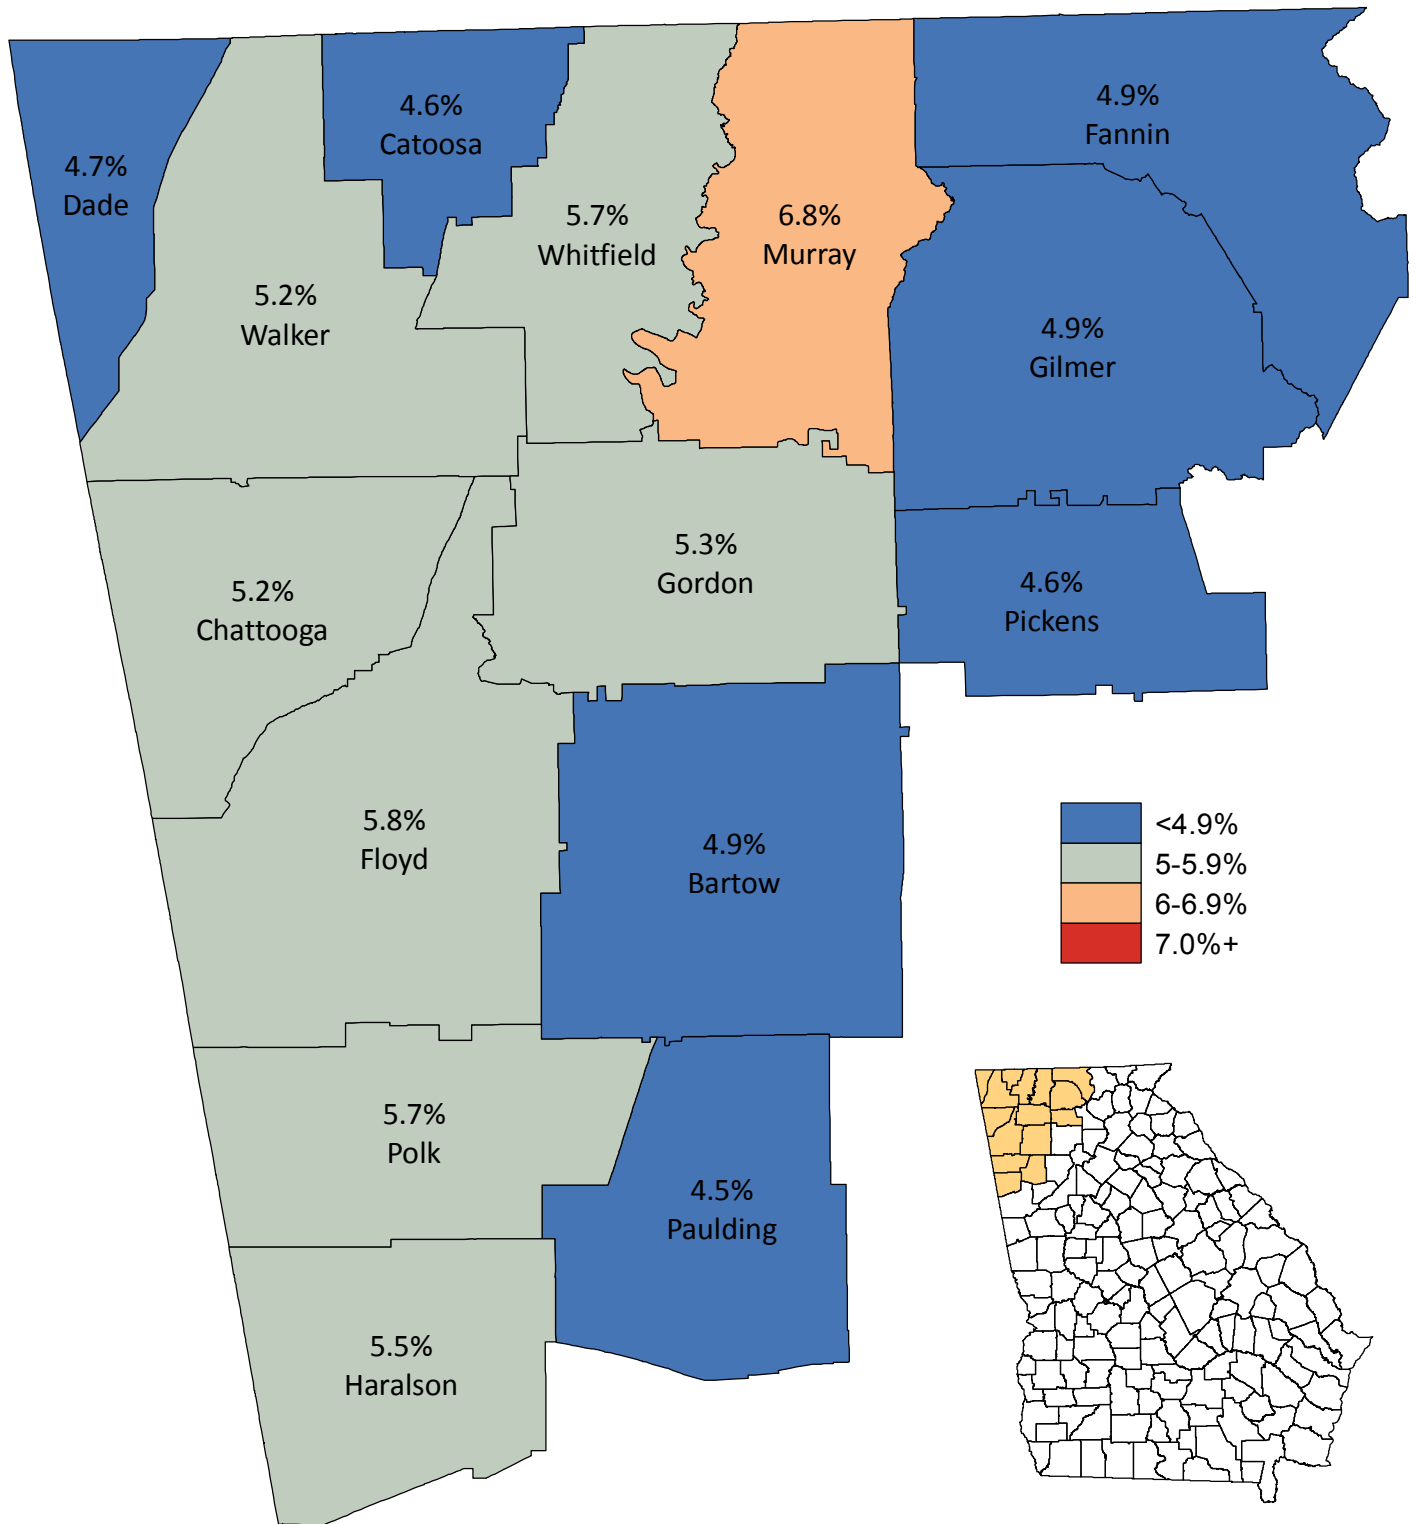 4.9%
Fannin
4.6%
Catoosa
4.7%
Dade
5.7%
Whitfield
6.8%
Murray
5.2%
Walker
4.9%
Gilmer
5.3%
Gordon
5.2%
Chattooga
4.6%
Pickens
5.8%
Floyd
4.9%
Bartow
<4.9%
5-5.9%
6-6.9%
7.0%+
5.7%
Polk
4.5%
Paulding
5.5%
Haralson